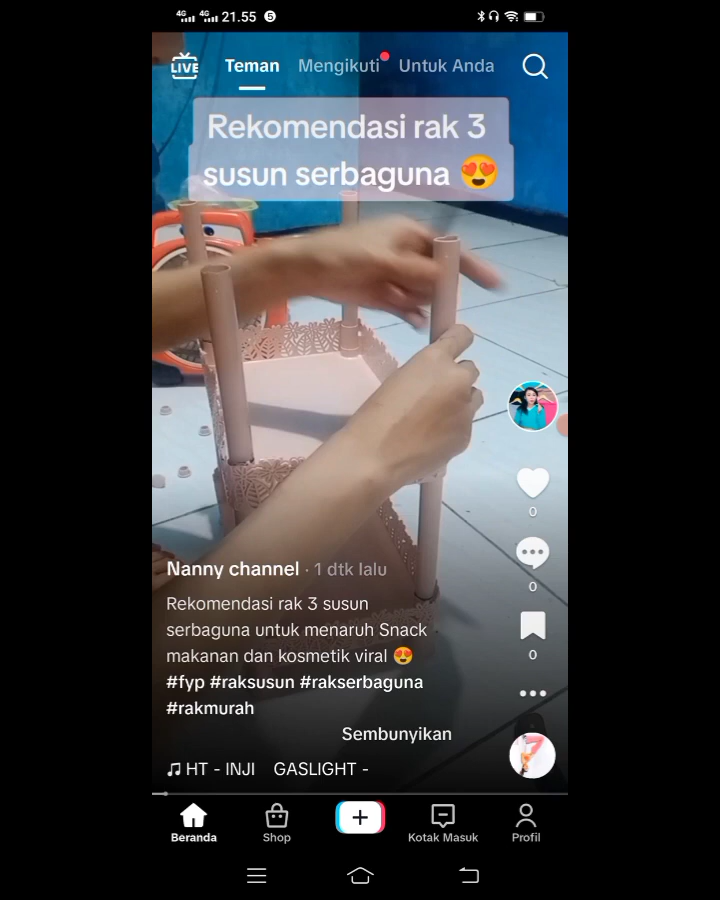 4G 4G 21.55 S
LIVE Teman Mengikuti Untuk Anda
Rekomendasi rak 3
susun serbaguna 😍
0
0
0
Nanny channel · 1 dtk lalu
Rekomendasi rak 3 susun
serbaguna untuk menaruh Snack
makanan dan kosmetik viral 😍
#fyp #raksusun #rakserbaguna
#rakmurah
Sembunyikan
HT - INJI GASLIGHT -
Beranda Shop Kotak Masuk Profil